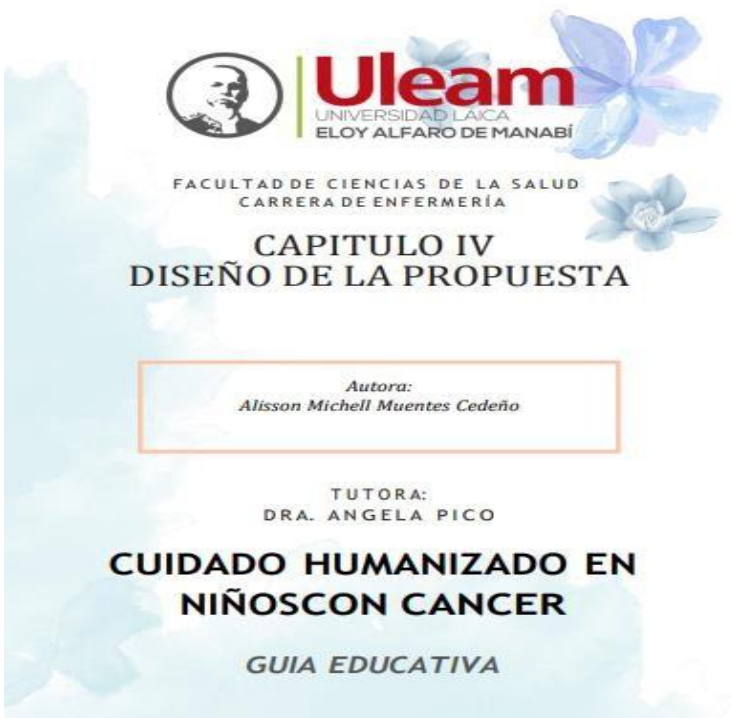 Uleam
UNIVERSIDAD LAICA
ELOY ALFARO DE MANABÍ
FACULTAD DE CIENCIAS DE LA SALUD
CARRERA DE ENFERMERÍA
CAPITULO IV
DISEÑO DE LA PROPUESTA
Autora:
Alisson Michell Muentes Cedeño
TUTORA:
DRA. ANGELA PICO
CUIDADO HUMANIZADO EN
NIÑOSCON CANCER
GUIA EDUCATIVA